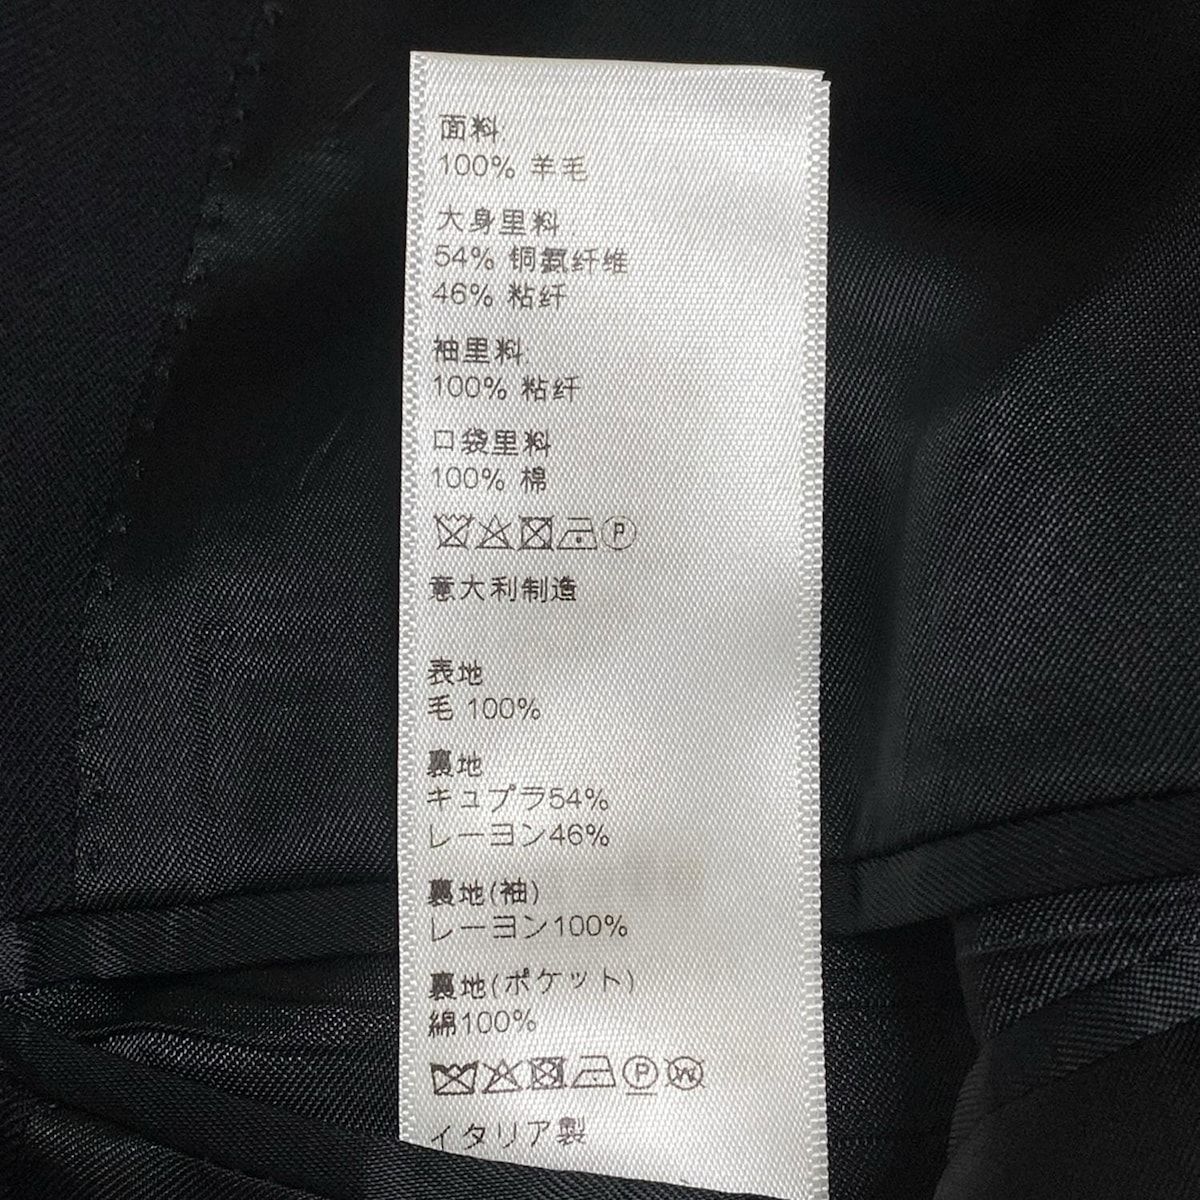 面料
100% 羊毛
大身里料
54% 铜氨纤维
46% 粘纤
袖里料
100% 粘纤
口袋里料
100% 棉
P
意大利制造
表地
毛 100%
裏地
キュプラ54%
レーヨン46%
裏地(袖)
レーヨン100%
裏地(ポケット)
綿100%
P W
イタリア製